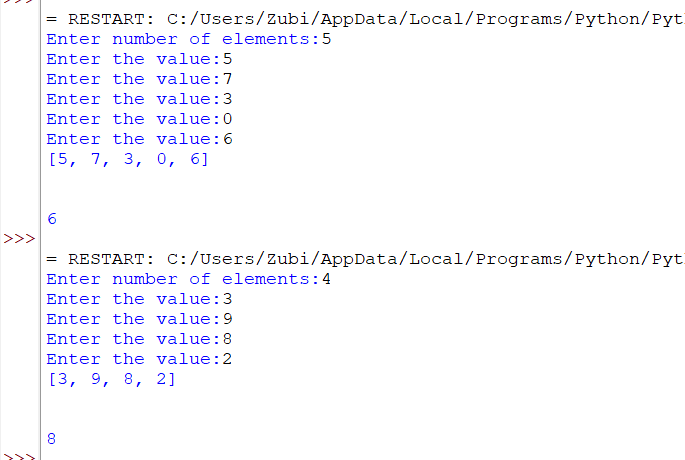 >>>
= RESTART: C:/Users/Zubi/AppData/Local/Programs/Python/Pyt
Enter number of elements:5
Enter the value:5
Enter the value:7
Enter the value:3
Enter the value:0
Enter the value:6
[5, 7, 3, 0, 6]
6
>>>
= RESTART: C:/Users/Zubi/AppData/Local/Programs/Python/Pyt
Enter number of elements:4
Enter the value:3
Enter the value:9
Enter the value:8
Enter the value:2
[3, 9, 8, 2]
8
>>>